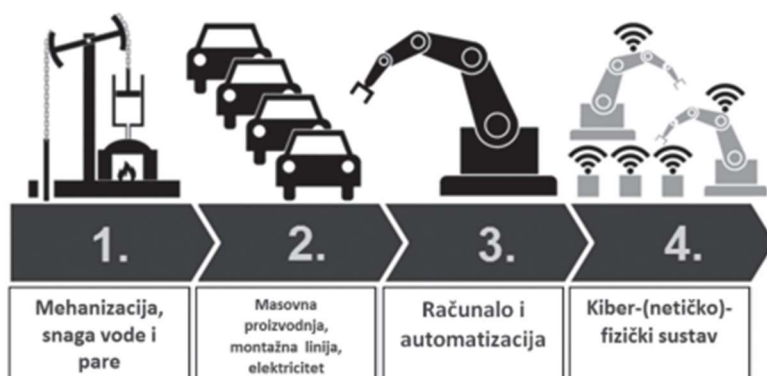 1.
2.
3.
4.
Mehanizacija,
snaga vode i
pare
Masovna
proizvodnja,
montažna linija,
elektricitet
Računalo i
automatizacija
Kiber-(netičko)-
fizički sustav